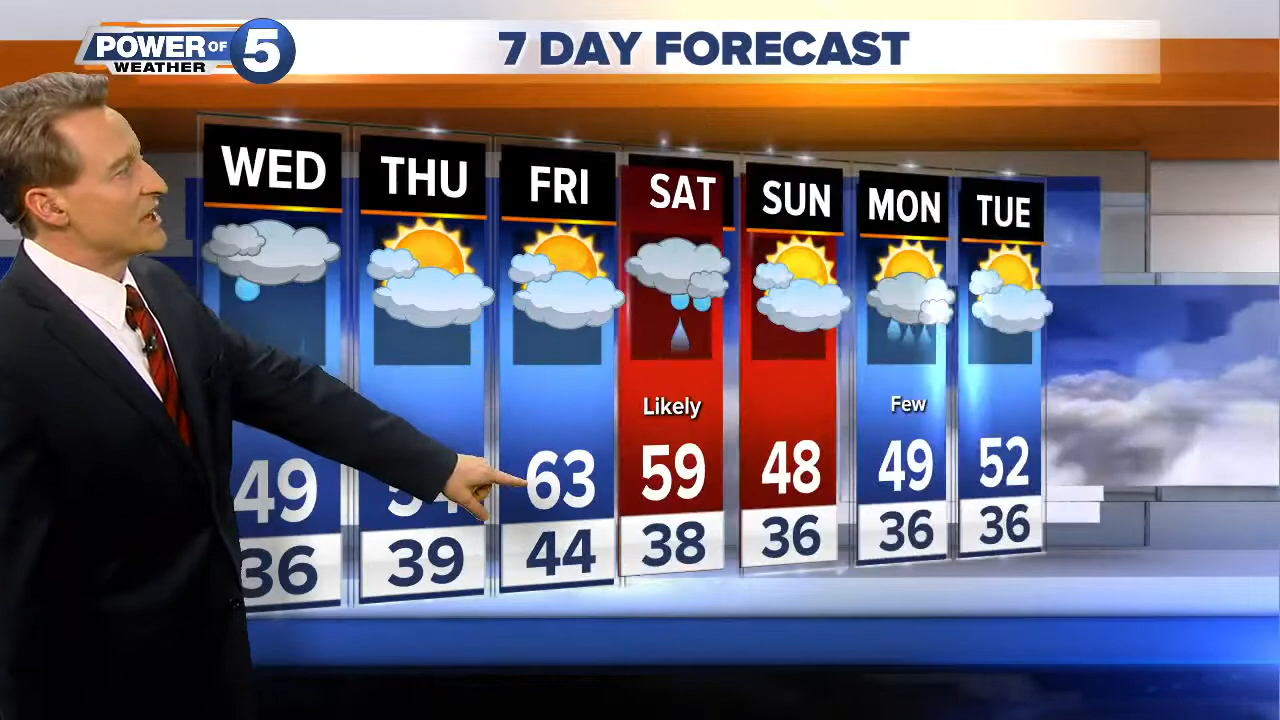 POWER OF 5
WEATHER
7 DAY FORECAST
WED THU FRI SAT SUN MON TUE
Likely Few
49 63 59 48 49 52
36 39 44 38 36 36 36